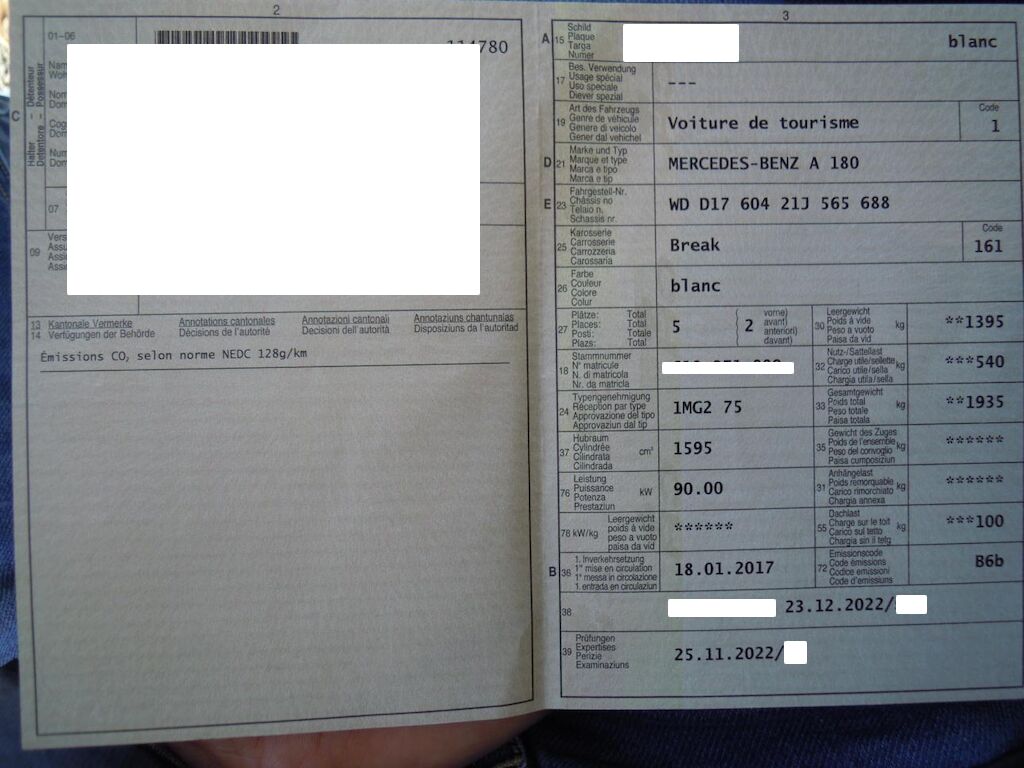 2
01-06
114780
Detenteur - Possessur
Halter - Detentore
C
07
09
13 Kantonale Vermerke
14 Verfügungen der Behörde
Annotations cantonales
Décisions de l'autorité
Annotazioni cantonali
Decisioni dell'autorità
Annotaziuns chantunalas
Disposiziuns da l'autoritad
Émissions CO₂ selon norme NEDC 128g/km
3
A 15 Schild
Plaque
Targa
Numer
blanc
17 Bes. Verwendung
Usage spécial
Uso speciale
Diever spezial
---
19 Art des Fahrzeugs
Genre de véhicule
Genere di veicolo
Gener dal vehichel
Voiture de tourisme
Code
1
D 21 Marke und Typ
Marque et type
Marca e tipo
Marca e tip
MERCEDES-BENZ A 180
E 23 Fahrgestell-Nr.
Châssis no
Telaio n.
Schassis nr.
WD D17 604 21J 565 688
25 Karosserie
Carrosserie
Carrozzeria
Carossaria
Break
Code
161
26 Farbe
Couleur
Colore
Colur
blanc
27 Plätze: Total
Places: Total
Posti: Totale
Plazs: Total
5
2
vorne)
avant)
anteriori)
davant)
30 Leergewicht
Poids à vide
Peso a vuoto
Paisa da vid
kg
**1395
18 Stammnummer
N° matricule
N. di matricola
Nr. da matricla
32 Nutz-/Sattellast
Charge utile/sellette
Carico utile/sella
Chargia utila/sella
kg
***540
24 Typengenehmigung
Réception par type
Approvazione del tipo
Approvaziun dal tip
1MG2 75
33 Gesamtgewicht
Poids total
Peso totale
Paisa totala
kg
**1935
37 Hubraum
Cylindrée
Cilindrata
Cilindrada
cm³
1595
35 Gewicht des Zuges
Poids de l'ensemble
Peso del convoglio
Paisa cumposiziun
kg
******
76 Leistung
Puissance
Potenza
Prestaziun
kW
90.00
31 Anhängelast
Poids remorquable
Carico rimorchiato
Chargia annexa
kg
******
78 kW/kg
Leergewicht
poids à vide
peso a vuoto
paisa da vid
******
55 Dachlast
Charge sur le toit
Carico sul tetto
Chargia sin il tetg
kg
***100
B 36 1. Inverkehrsetzung
1re mise en circulation
1a messa in circolazione
1. entrada en circulaziun
18.01.2017
72 Emissionscode
Code émissions
Codice emissioni
Code d'emissiuns
B6b
38
23.12.2022/
39 Prüfungen
Expertises
Perizie
Examinaziuns
25.11.2022/